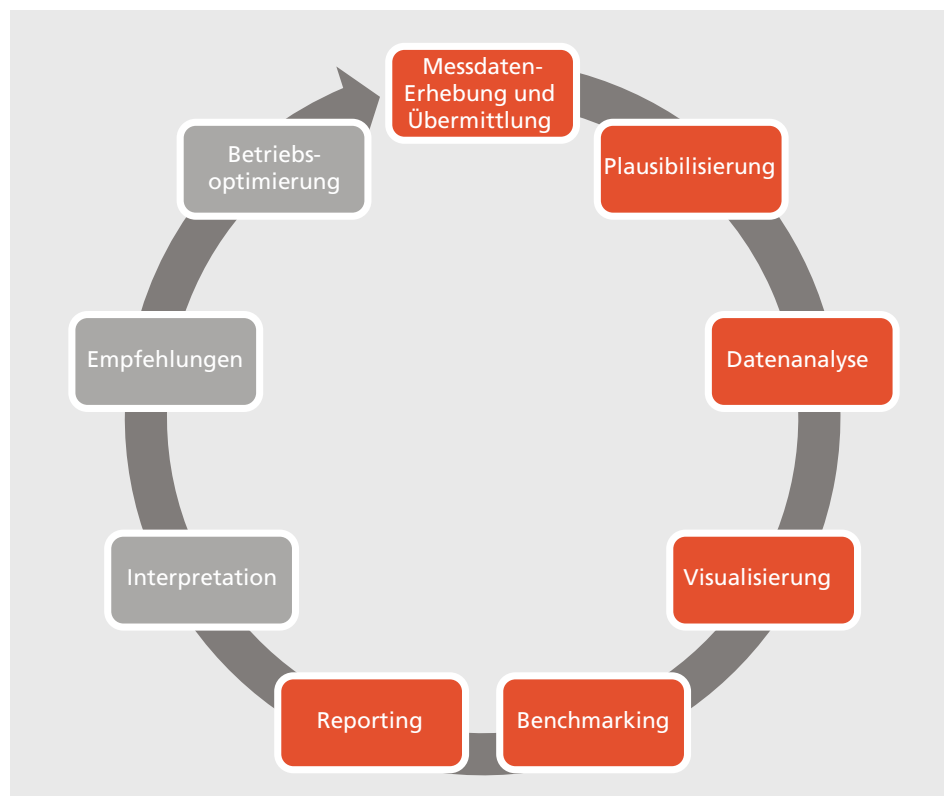 Messdaten-
Erhebung und
Übermittlung
Plausibilisierung
Datenanalyse
Visualisierung
Benchmarking
Reporting
Interpretation
Empfehlungen
Betriebs-
optimierung